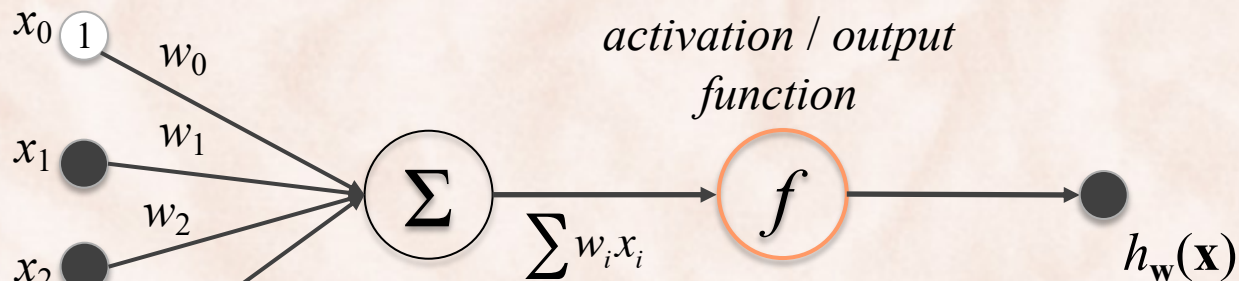 x₀ 1
w₀
activation / output
function
w₁
x₁
Σ
f
w₂
∑wᵢxᵢ
x₂
h𝐰(𝐱)